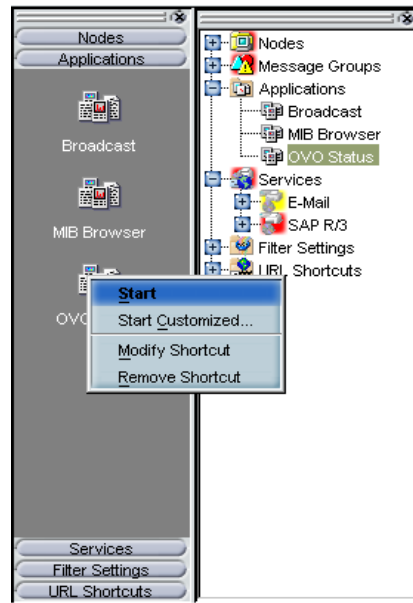 Nodes
Applications
Broadcast
MIB Browser
OVO
Start
Start Customized...
Modify Shortcut
Remove Shortcut
Services
Filter Settings
URL Shortcuts
Nodes
Message Groups
Applications
Broadcast
MIB Browser
OVO Status
Services
E-Mail
SAP R/3
Filter Settings
URL Shortcuts